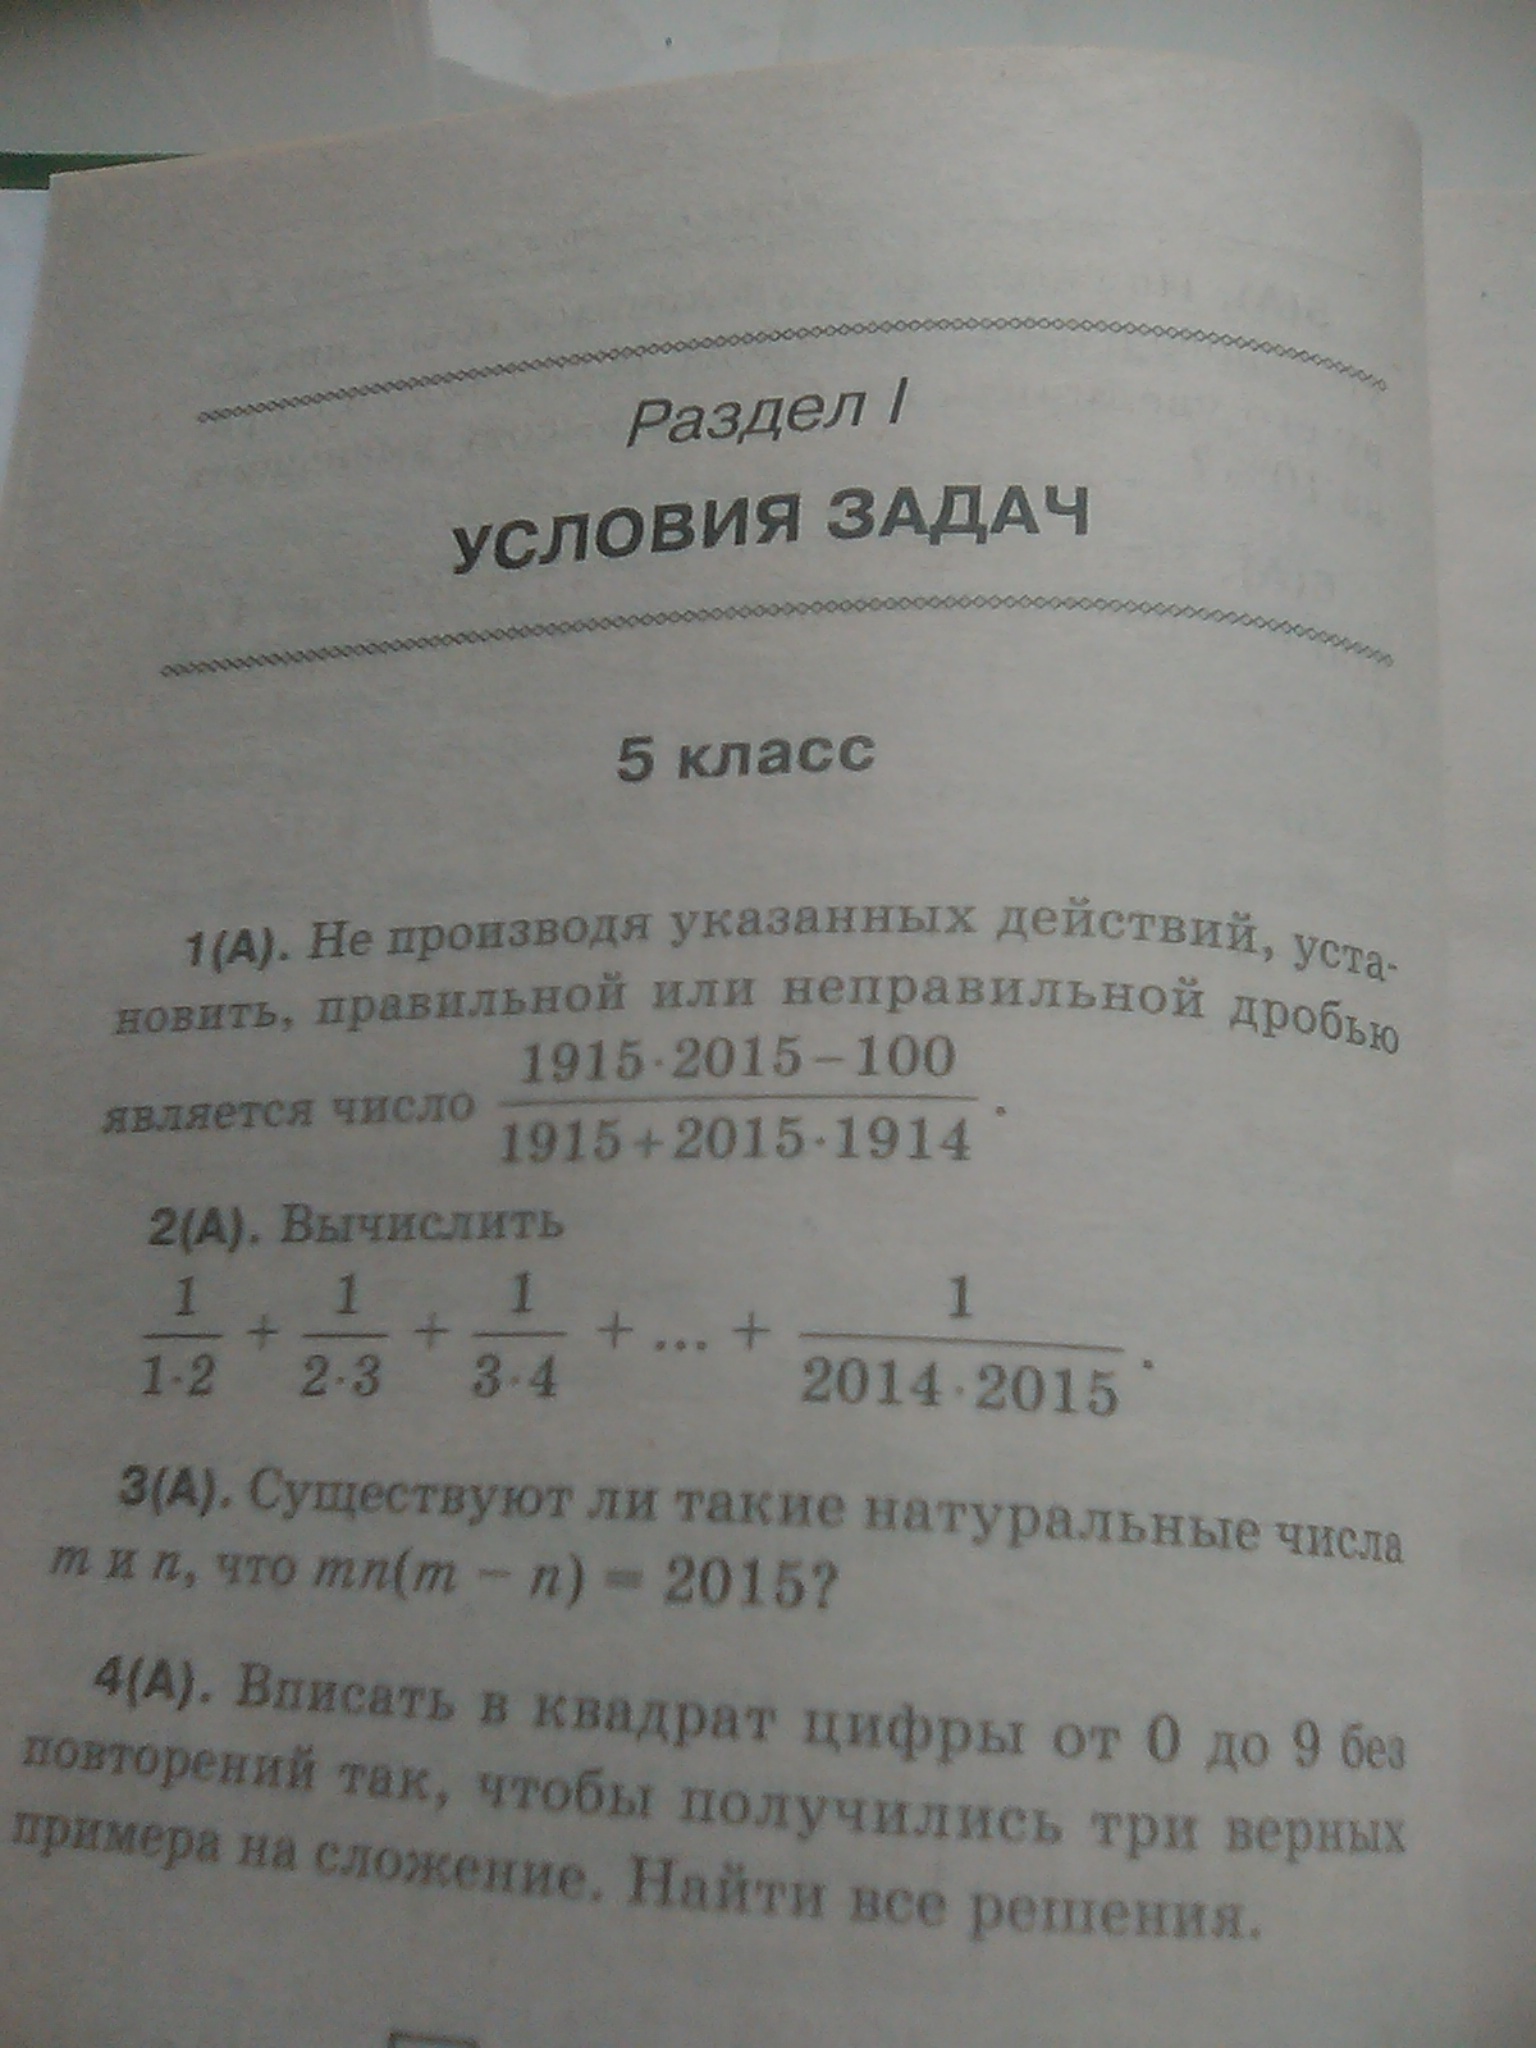 Раздел I
УСЛОВИЯ ЗАДАЧ
5 класс
1(А). Не производя указанных действий, уста-
новить, правильной или неправильной дробью
является число (1915·2015−100)/(1915+2015·1914).
2(А). Вычислить
1/(1·2) + 1/(2·3) + 1/(3·4) + ... + 1/(2014·2015).
3(А). Существуют ли такие натуральные числа
m и n, что mn(m − n) = 2015?
4(А). Вписать в квадрат цифры от 0 до 9 без
повторений так, чтобы получились три верных
примера на сложение. Найти все решения.